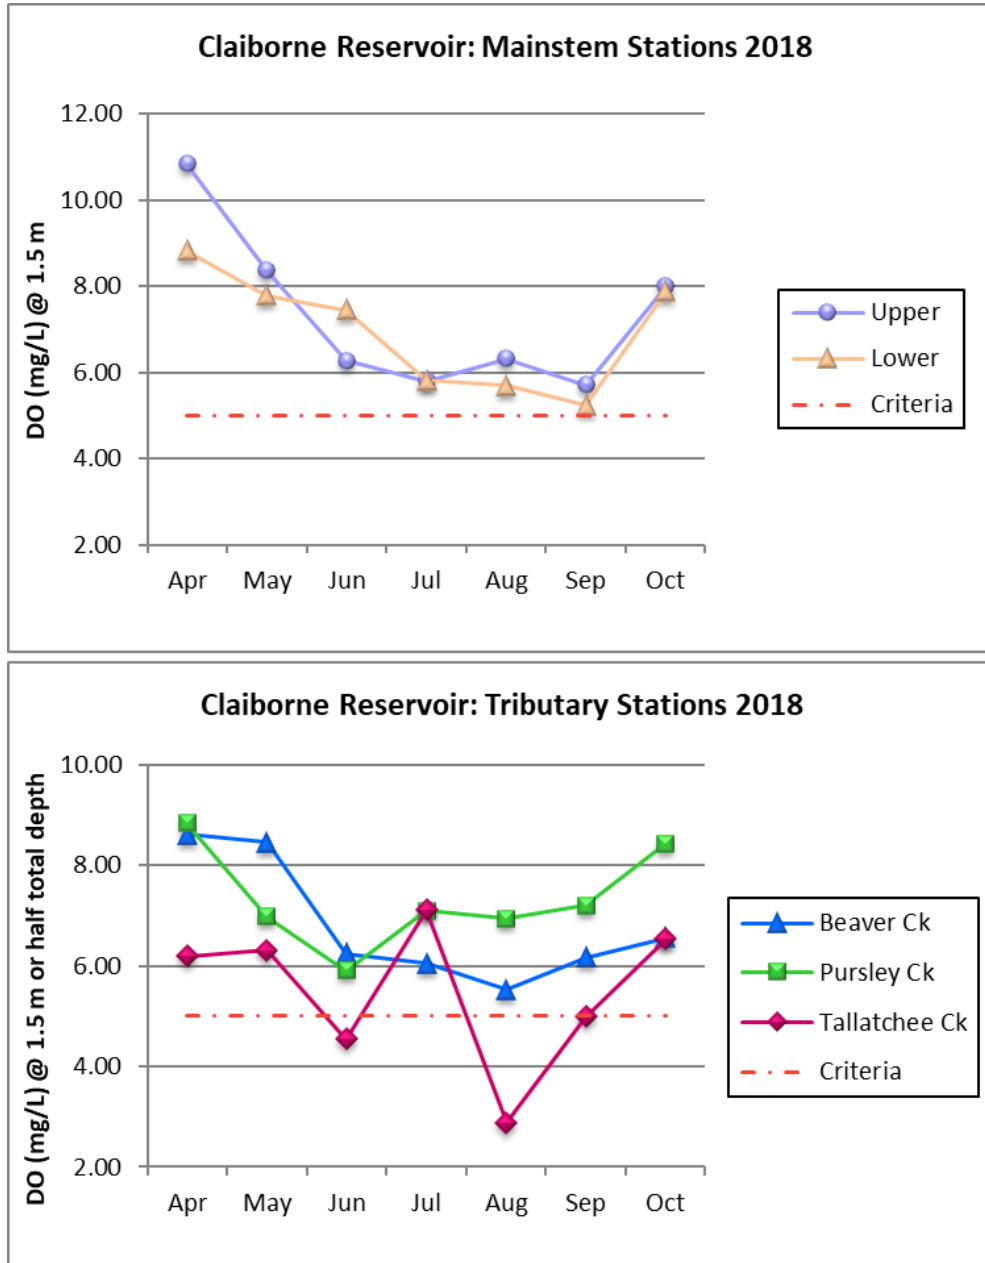 Claiborne Reservoir: Mainstem Stations 2018
DO (mg/L) @ 1.5 m
12.00
10.00
8.00
6.00
4.00
2.00
Apr May Jun Jul Aug Sep Oct
Upper
Lower
Criteria
Claiborne Reservoir: Tributary Stations 2018
DO (mg/L) @ 1.5 m or half total depth
10.00
8.00
6.00
4.00
2.00
Apr May Jun Jul Aug Sep Oct
Beaver Ck
Pursley Ck
Tallatchee Ck
Criteria